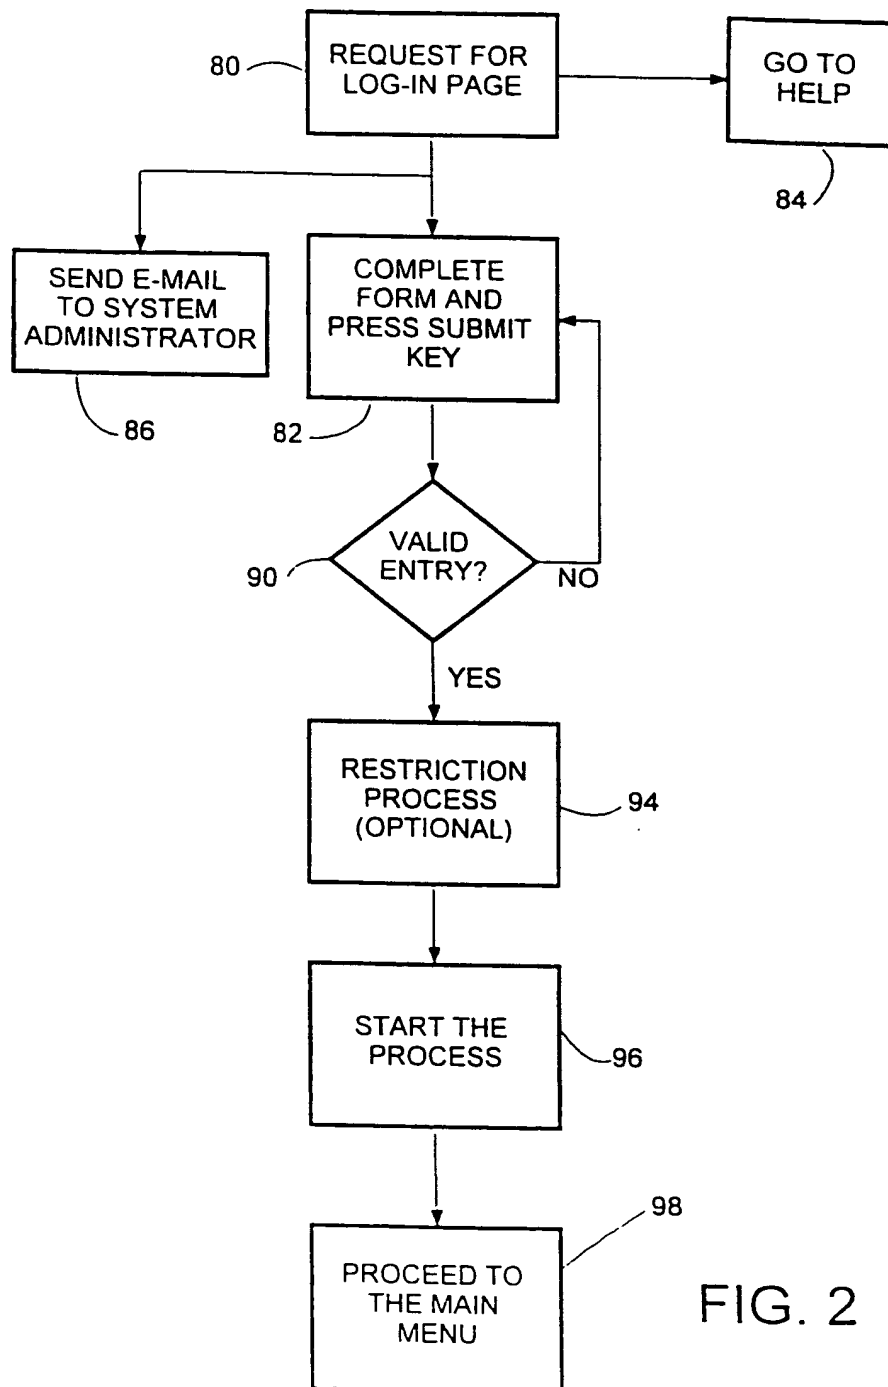 80
REQUEST FOR
LOG-IN PAGE
GO TO
HELP
84
SEND E-MAIL
TO SYSTEM
ADMINISTRATOR
86
COMPLETE
FORM AND
PRESS SUBMIT
KEY
82
VALID
ENTRY?
90
NO
YES
RESTRICTION
PROCESS
(OPTIONAL)
94
START THE
PROCESS
96
98
PROCEED TO
THE MAIN
MENU
FIG. 2